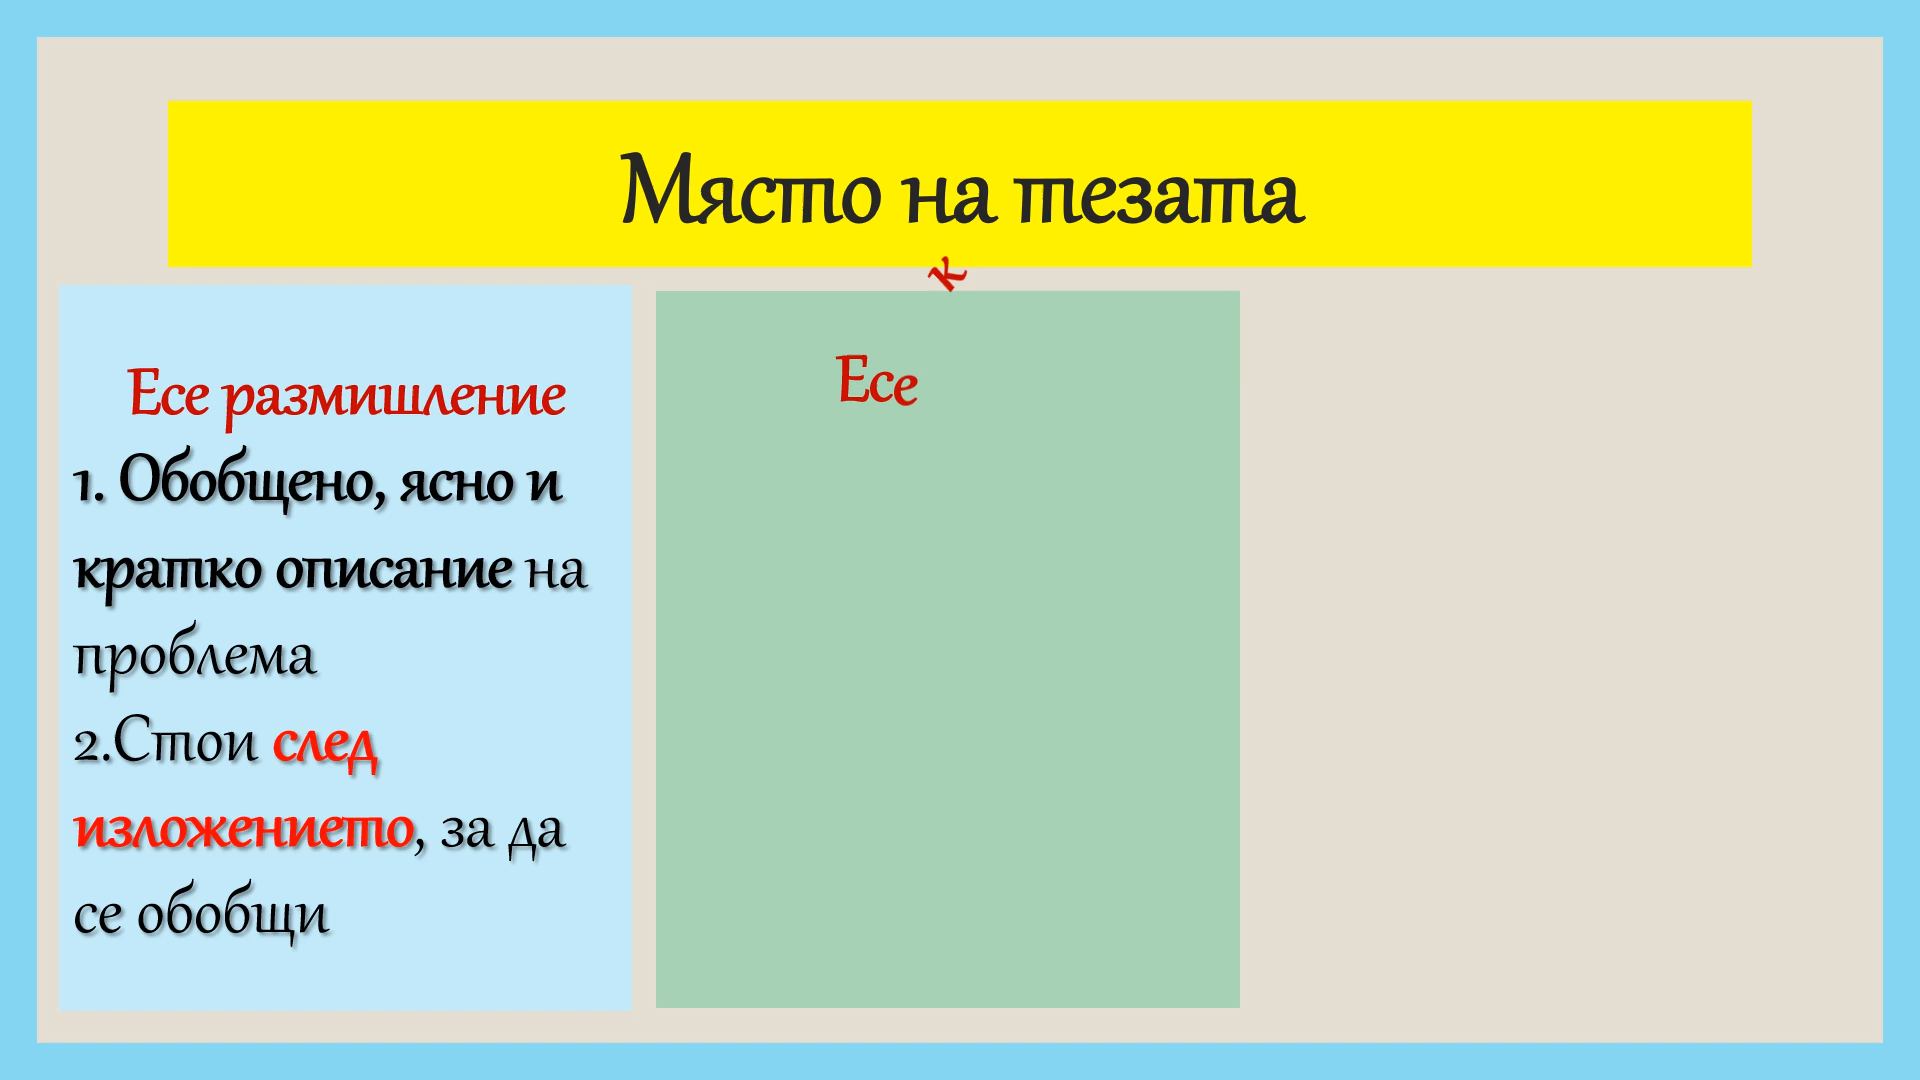 Място на тезата
к
Есе размишление
1. Обобщено, ясно и
кратко описание на
проблема
2.Стои след
изложението, за да
се обобщи
Есе